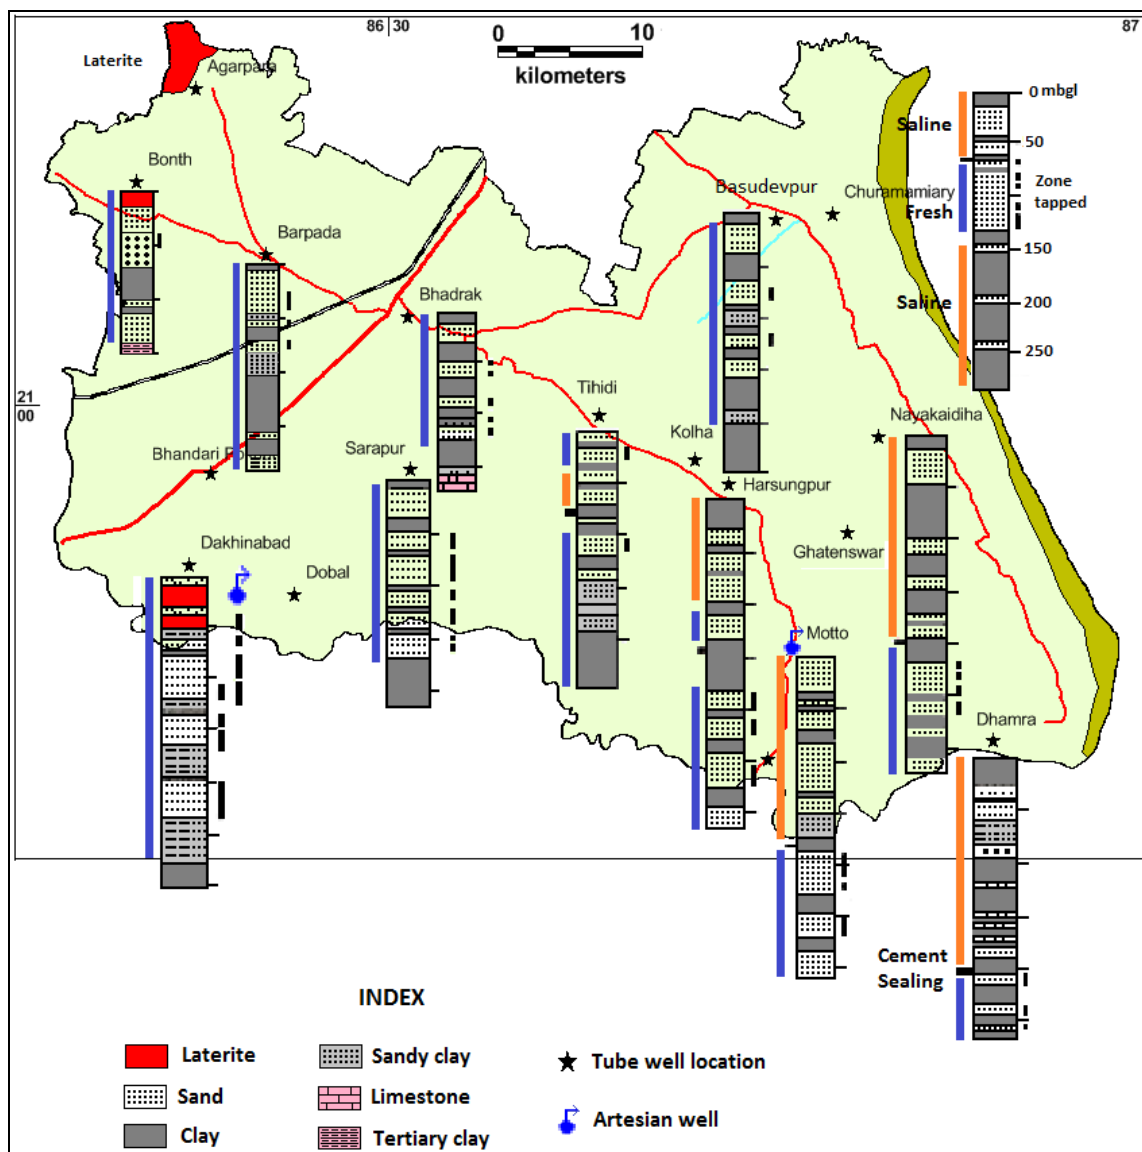 86 30
87
0 10
kilometers
Laterite
Agarpara
0 mbgl
Saline
50
Bonth
Basudevpur
Churamamiary
Zone
tapped
Fresh
Barpada
150
Bhadrak
Saline
200
250
21
00
Tihidi
Nayakaidiha
Kolha
Sarapur
Bhandari Po
Harsungpur
Ghatenswar
Dakhinabad
Dobal
Motto
Dhamra
Cement
Sealing
INDEX
Laterite
Sandy clay
Tube well location
Sand
Limestone
Artesian well
Clay
Tertiary clay